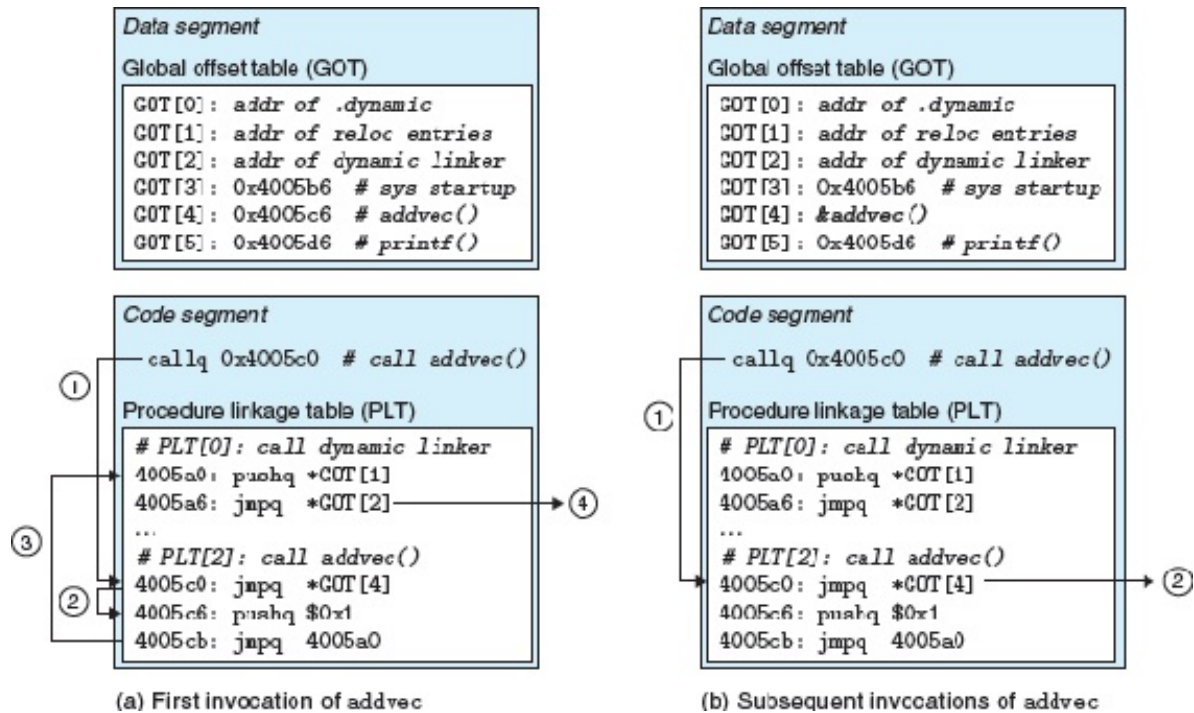 Data segment
Global offset table (GOT)
GOT[0]: addr of .dynamic
GOT[1]: addr of reloc entries
GOT[2]: addr of dynamic linker
GOT[3]: 0x4005b6 # sys startup
GOT[4]: 0x4005c6 # addvec()
GOT[5]: 0x4005d6 # printf()
Code segment
callq 0x4005c0 # call addvec()
1
Procedure linkage table (PLT)
# PLT[0]: call dynamic linker
4005a0: pushq *GOT[1]
4005a6: jmpq *GOT[2]
4
...
3
# PLT[2]: call addvec()
4005c0: jmpq *GOT[4]
2
4005c6: pushq $0x1
4005cb: jmpq 4005a0
(a) First invocation of addvec
Data segment
Global offset table (GOT)
GOT[0]: addr of .dynamic
GOT[1]: addr of reloc entries
GOT[2]: addr of dynamic linker
GOT[3]: 0x4005b6 # sys startup
GOT[4]: &addvec()
GOT[5]: 0x4005d6 # printf()
Code segment
callq 0x4005c0 # call addvec()
1
Procedure linkage table (PLT)
# PLT[0]: call dynamic linker
4005a0: pushq *GOT[1]
4005a6: jmpq *GOT[2]
...
# PLT[2]: call addvec()
4005c0: jmpq *GOT[4]
2
4005c6: pushq $0x1
4005cb: jmpq 4005a0
(b) Subsequent invocations of addvec